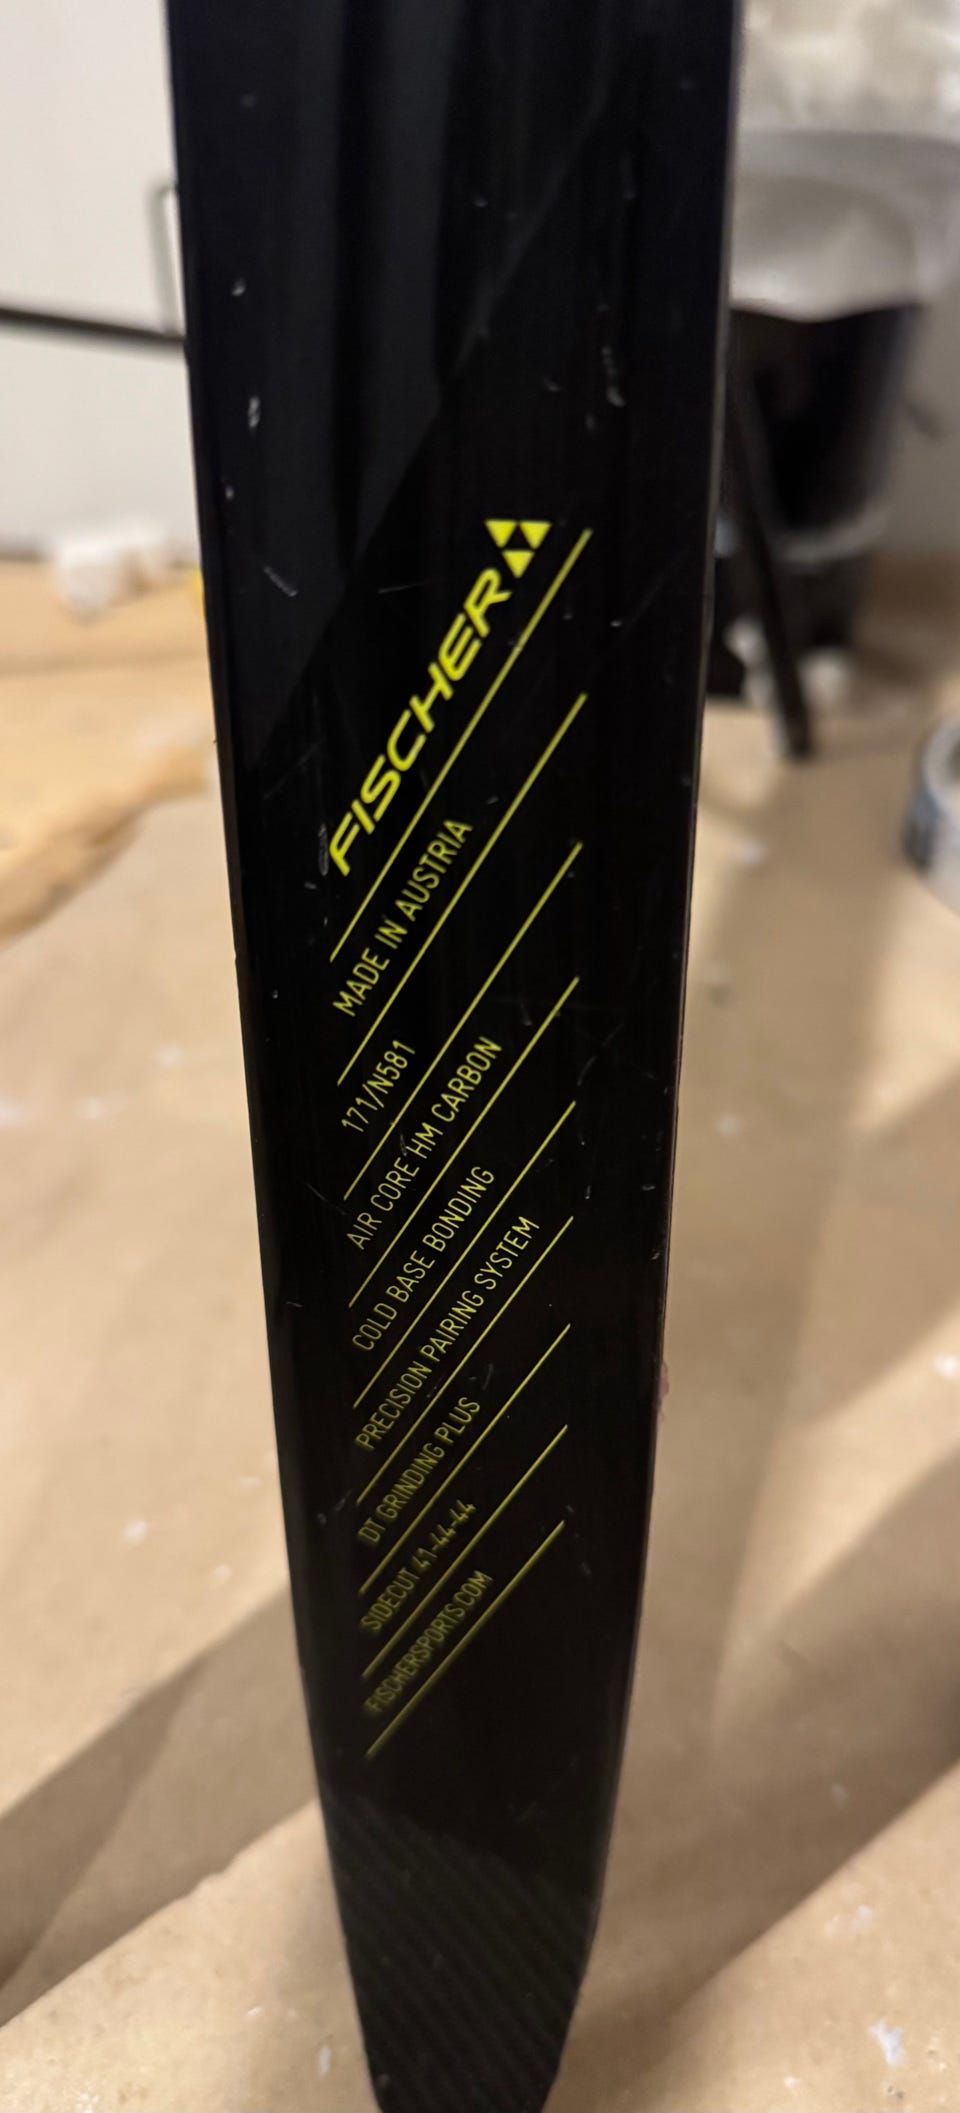 FISCHER
MADE IN AUSTRIA
171/N581
AIR CORE HM CARBON
COLD BASE BONDING
PRECISION PAIRING SYSTEM
DT GRINDING PLUS
SIDECUT 41-44-44
FISCHERSPORTS.COM